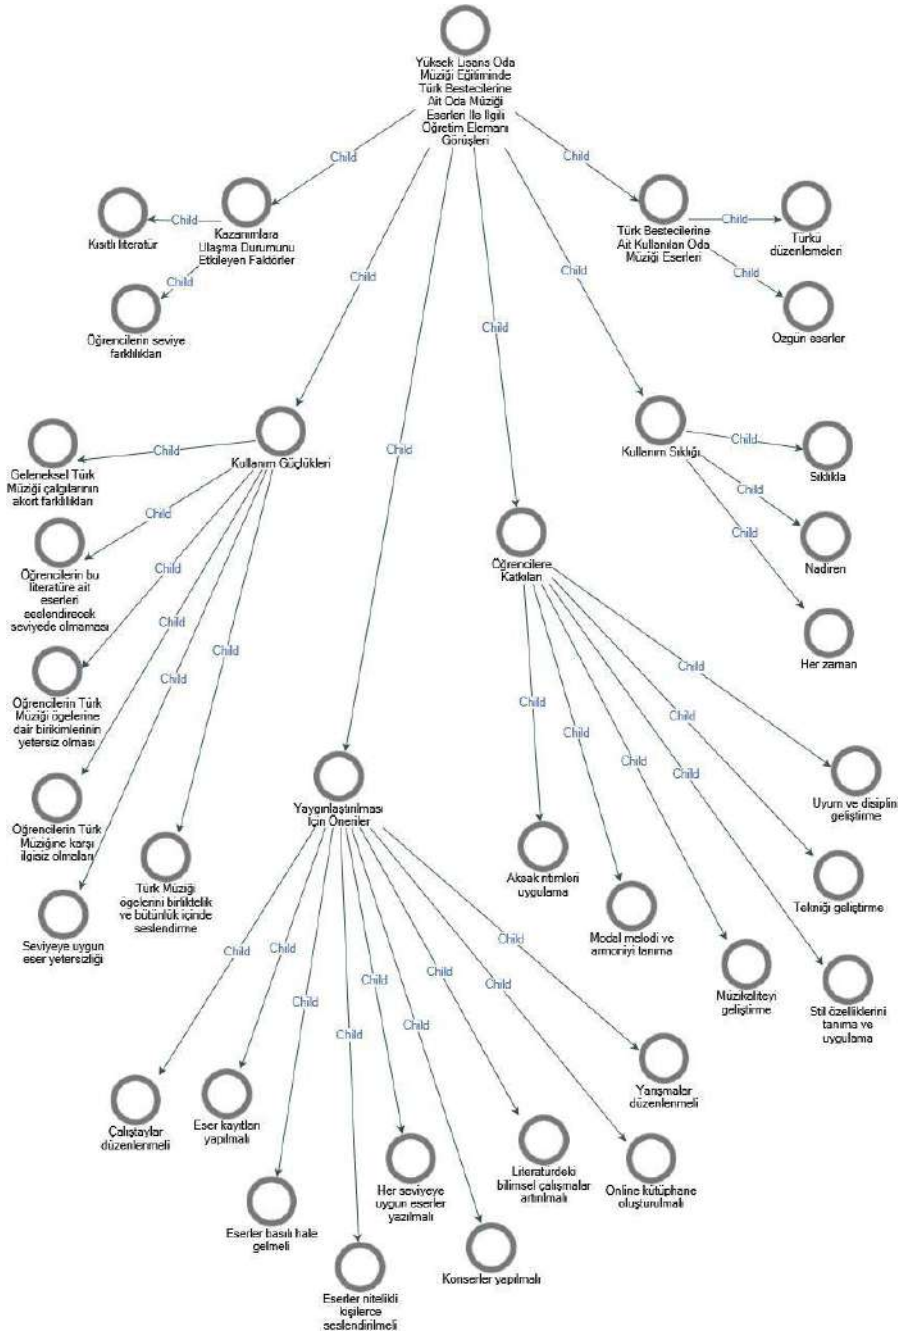 Yüksek Lisans Oda
Müziği Eğitiminde
Türk Bestecilerine
Ait Oda Müziği
Eserleri İle İlgili
Öğretim Elemanı
Görüşleri
Child
Child
Child
Child
Child
Child
Kazanımlara
Ulaşma Durumunu
Etkileyen Faktörler
Child
Kısıtlı literatür
Child
Öğrencilerin seviye
farklılıkları
Türk Bestecilerine
Ait Kullanılan Oda
Müziği Eserleri
Child
Türkü
düzenlemeleri
Child
Özgün eserler
Kullanım Güçlükleri
Child
Geleneksel Türk
Müziği çalgılarının
akort farklılıkları
Child
Öğrencilerin bu
literatüre ait
eserleri
seslendirecek
seviyede olmaması
Child
Öğrencilerin Türk
Müziği ögelerine
dair birikimlerinin
yetersiz olması
Child
Öğrencilerin Türk
Müziğine karşı
ilgisiz olmaları
Child
Seviyeye uygun
eser yetersizliği
Child
Türk Müziği
ögelerini birliktelik
ve bütünlük içinde
seslendirme
Kullanım Sıklığı
Child
Sıklıkla
Child
Nadiren
Child
Her zaman
Öğrencilere
Katkıları
Child
Child
Child
Child
Child
Child
Aksak ritimleri
uygulama
Modal melodi ve
armoniyi tanıma
Müzikaliteyi
geliştirme
Stil özelliklerini
tanıma ve
uygulama
Tekniği geliştirme
Uyum ve disiplini
geliştirme
Yaygınlaştırılması
İçin Öneriler
Child
Child
Child
Child
Child
Child
Child
Child
Child
Çalıştaylar
düzenlenmeli
Eser kayıtları
yapılmalı
Eserler basılı hale
gelmeli
Eserler nitelikli
kişilerce
seslendirilmeli
Her seviyeye
uygun eserler
yazılmalı
Konserler yapılmalı
Literatürdeki
bilimsel çalışmalar
artırılmalı
Online kütüphane
oluşturulmalı
Yarışmalar
düzenlenmeli